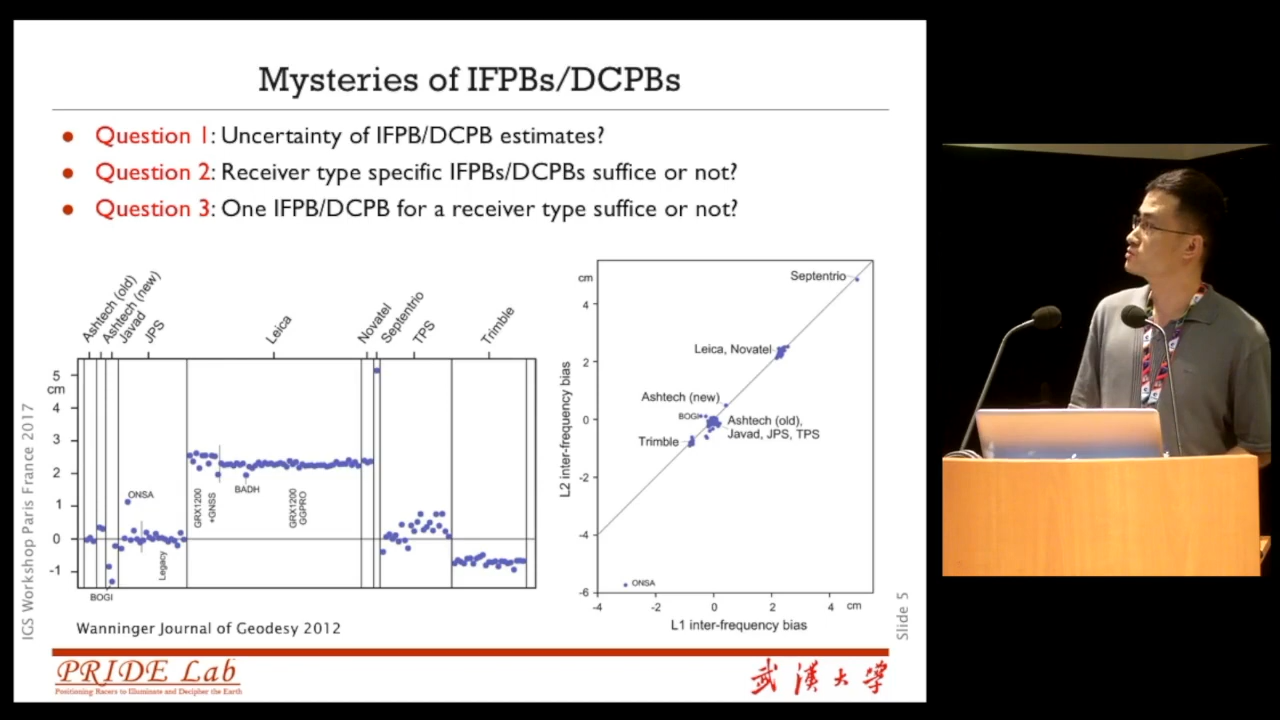 Mysteries of IFPBs/DCPBs
Question 1: Uncertainty of IFPB/DCPB estimates?
Question 2: Receiver type specific IFPBs/DCPBs suffice or not?
Question 3: One IFPB/DCPB for a receiver type suffice or not?
Ashtech (old)
Ashtech (new)
Javad
JPS
Leica
Novatel
Septentrio
TPS
Trimble
5
cm
4
3
2
1
0
-1
ONSA
BOGI
Legacy
GRX1200
+GNSS
BADH
GRX1200
GGPRO
cm
4
2
0
-2
-4
-6
L2 inter-frequency bias
Septentrio
Leica, Novatel
Ashtech (new)
BOGI
Ashtech (old),
Javad, JPS, TPS
Trimble
ONSA
-4
-2
0
2
4
cm
L1 inter-frequency bias
Wanninger Journal of Geodesy 2012
IGS Workshop Paris France 2017
Slide 5
PRIDE Lab
Positioning Racers to Illuminate and Decipher the Earth
武漢大学